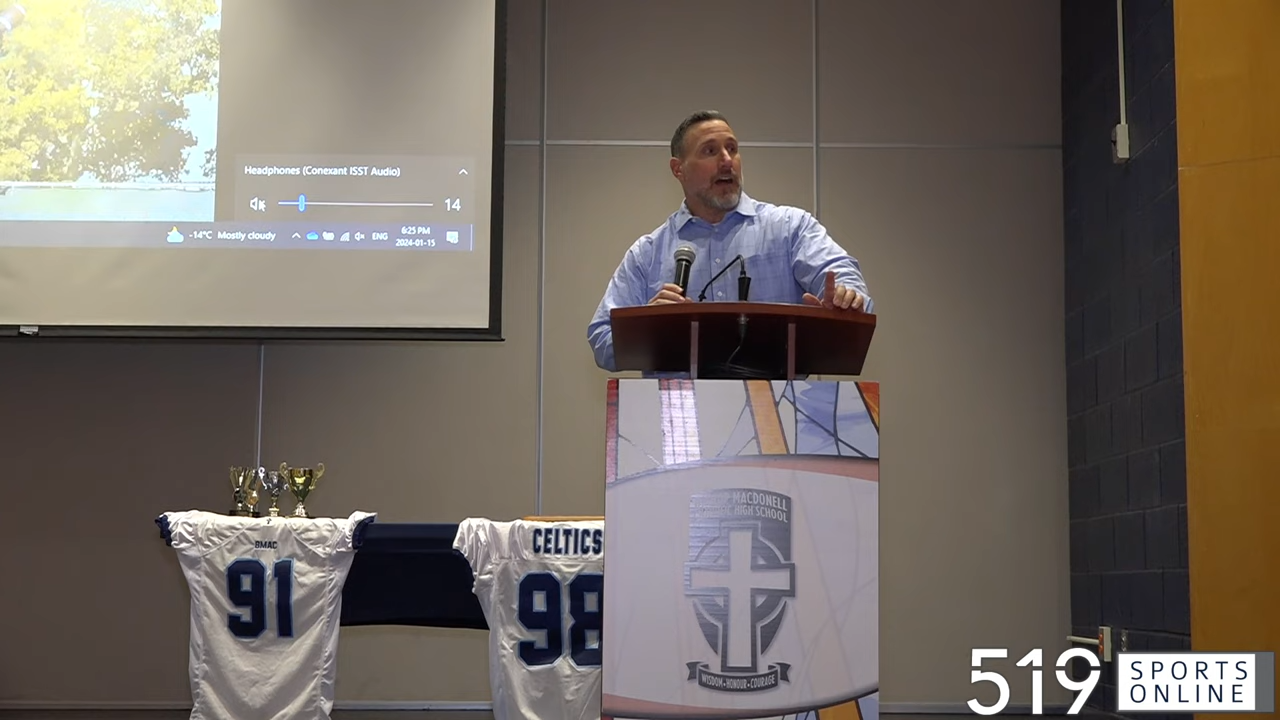 Headphones (Conexant ISST Audio)
14
-14°C Mostly cloudy
ENG
6:25 PM
2024-01-15
BMAC
91
CELTICS
98
MACDONELL
HIGH SCHOOL
WISDOM•HONOUR•COURAGE
519 SPORTS
ONLINE